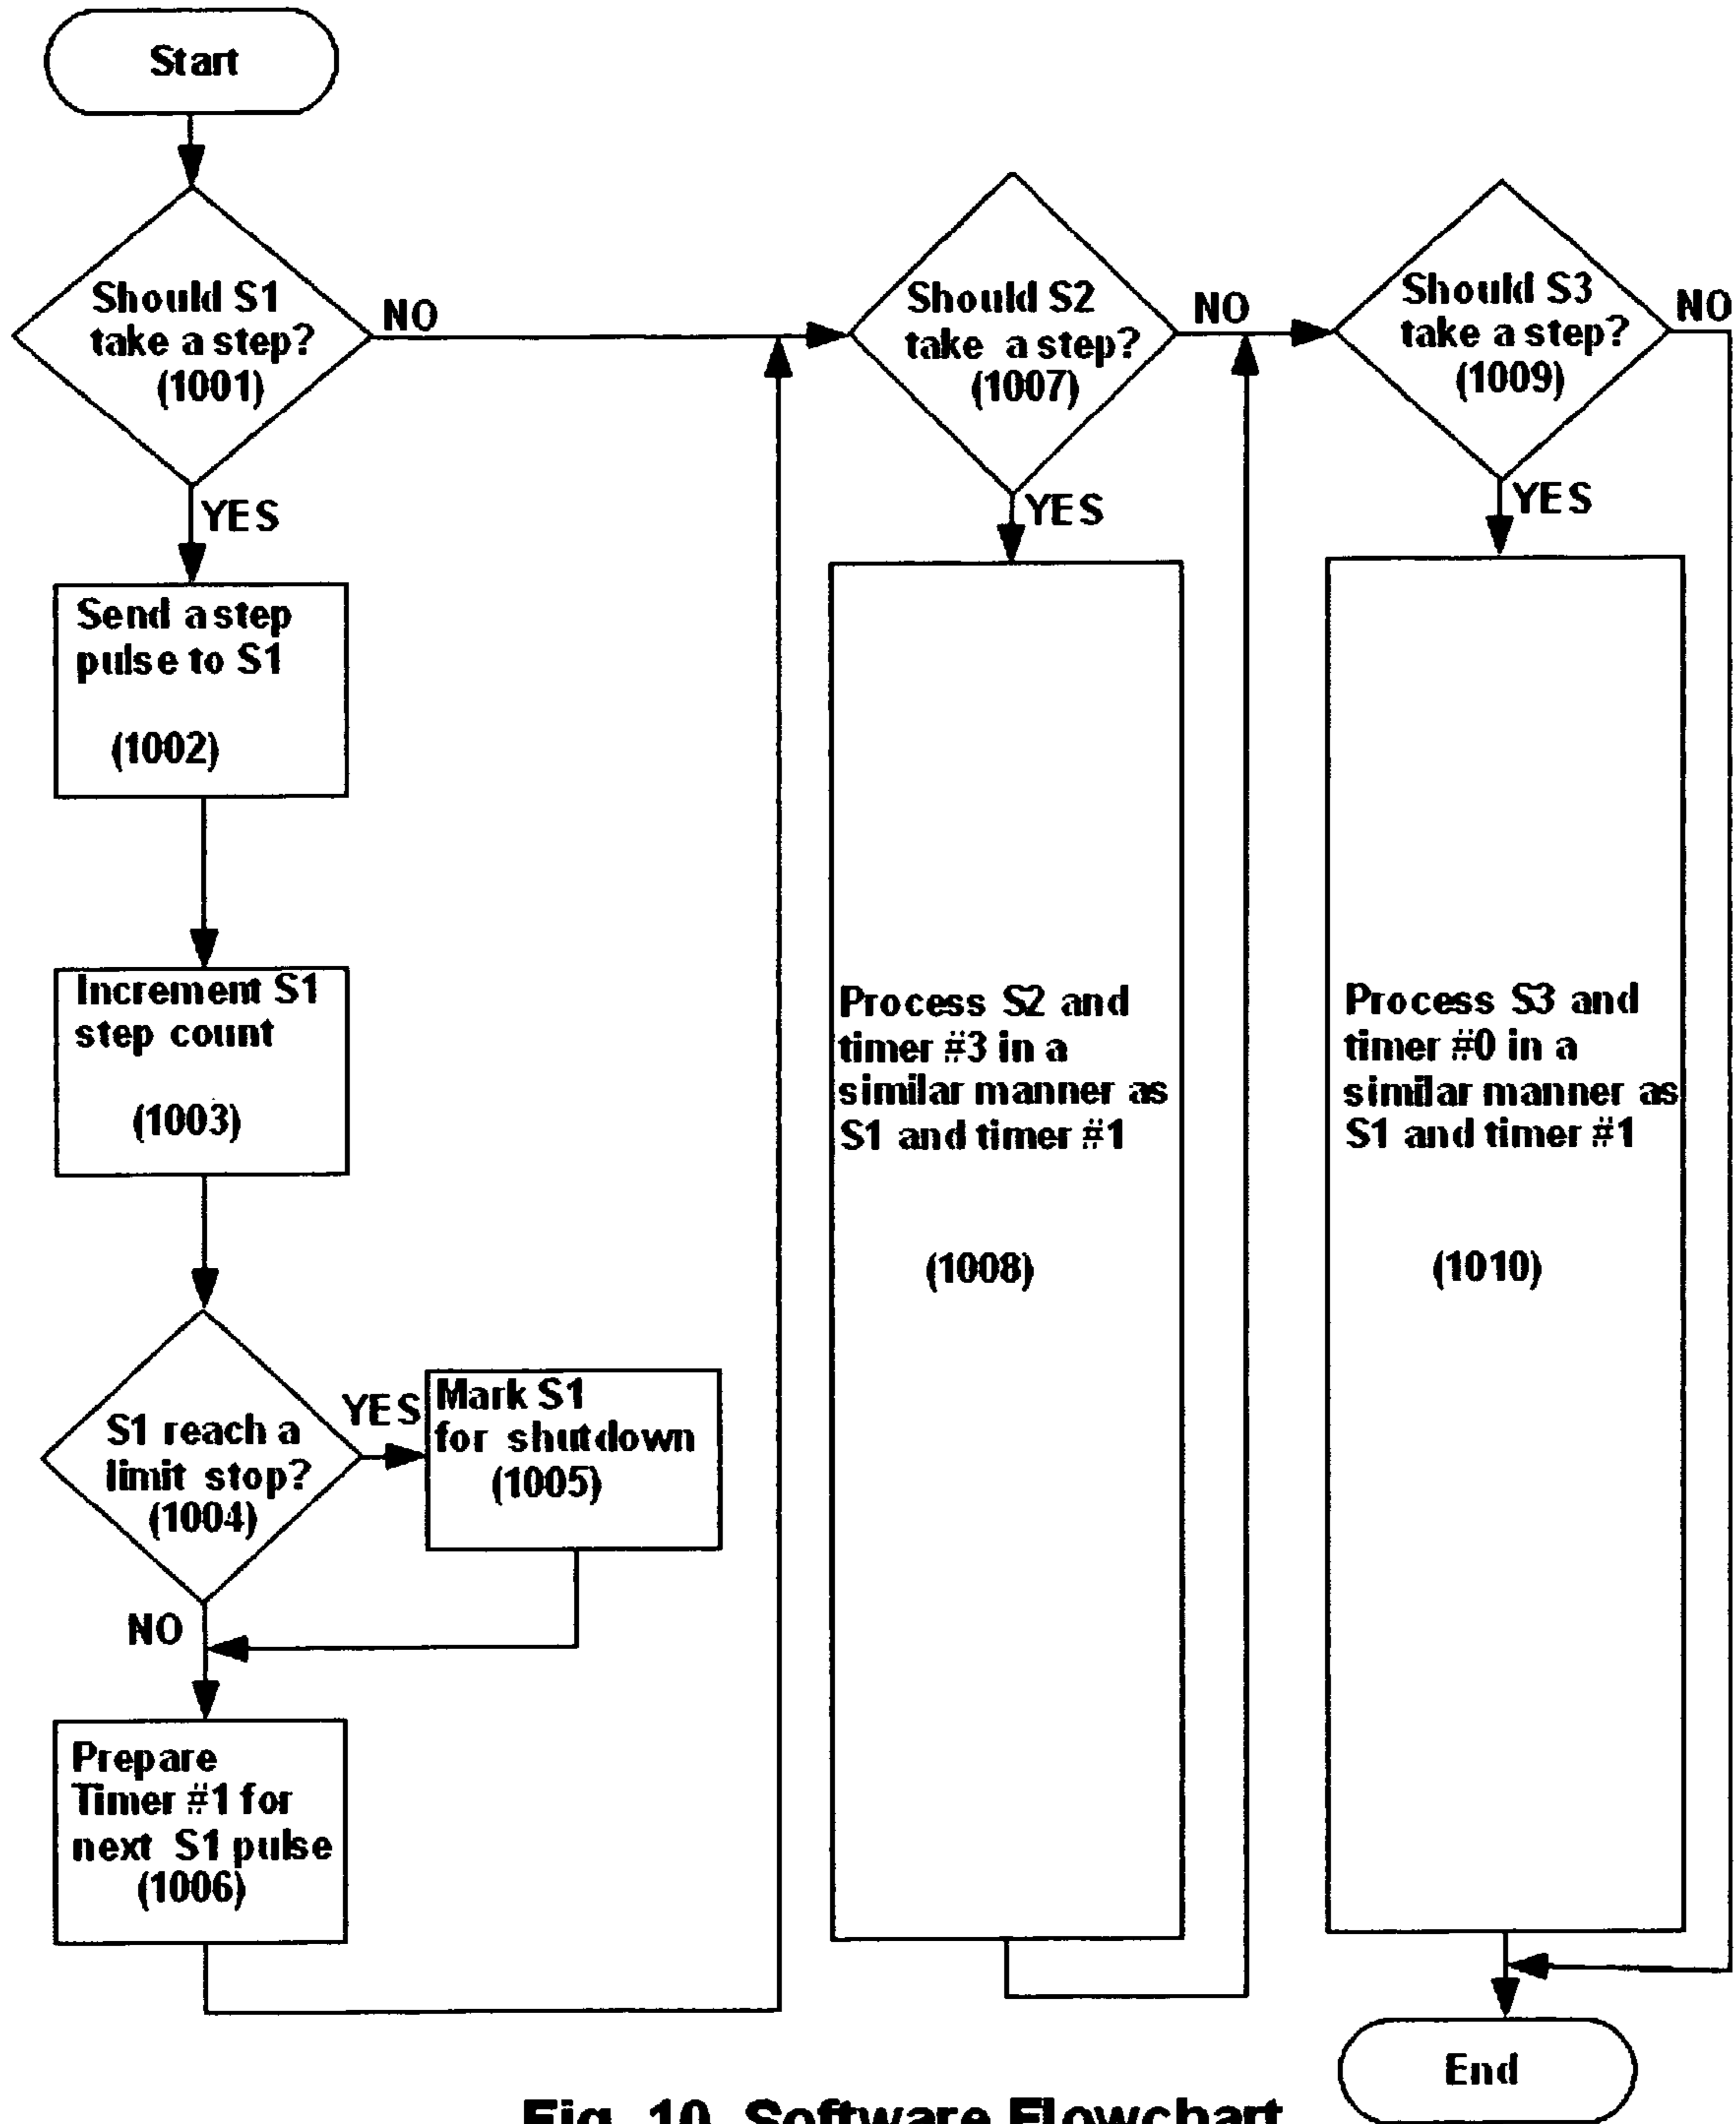 Start
Should S1
take a step?
(1001)
NO
YES
Send a step
pulse to S1
(1002)
Increment S1
step count
(1003)
S1 reach a
limit stop?
(1004)
YES
Mark S1
for shutdown
(1005)
NO
Prepare
Timer #1 for
next S1 pulse
(1006)
Should S2
take a step?
(1007)
NO
YES
Process S2 and
timer #3 in a
similar manner as
S1 and timer #1
(1008)
Should S3
take a step?
(1009)
NO
YES
Process S3 and
timer #0 in a
similar manner as
S1 and timer #1
(1010)
End
Fig. 10 Software Flowchart